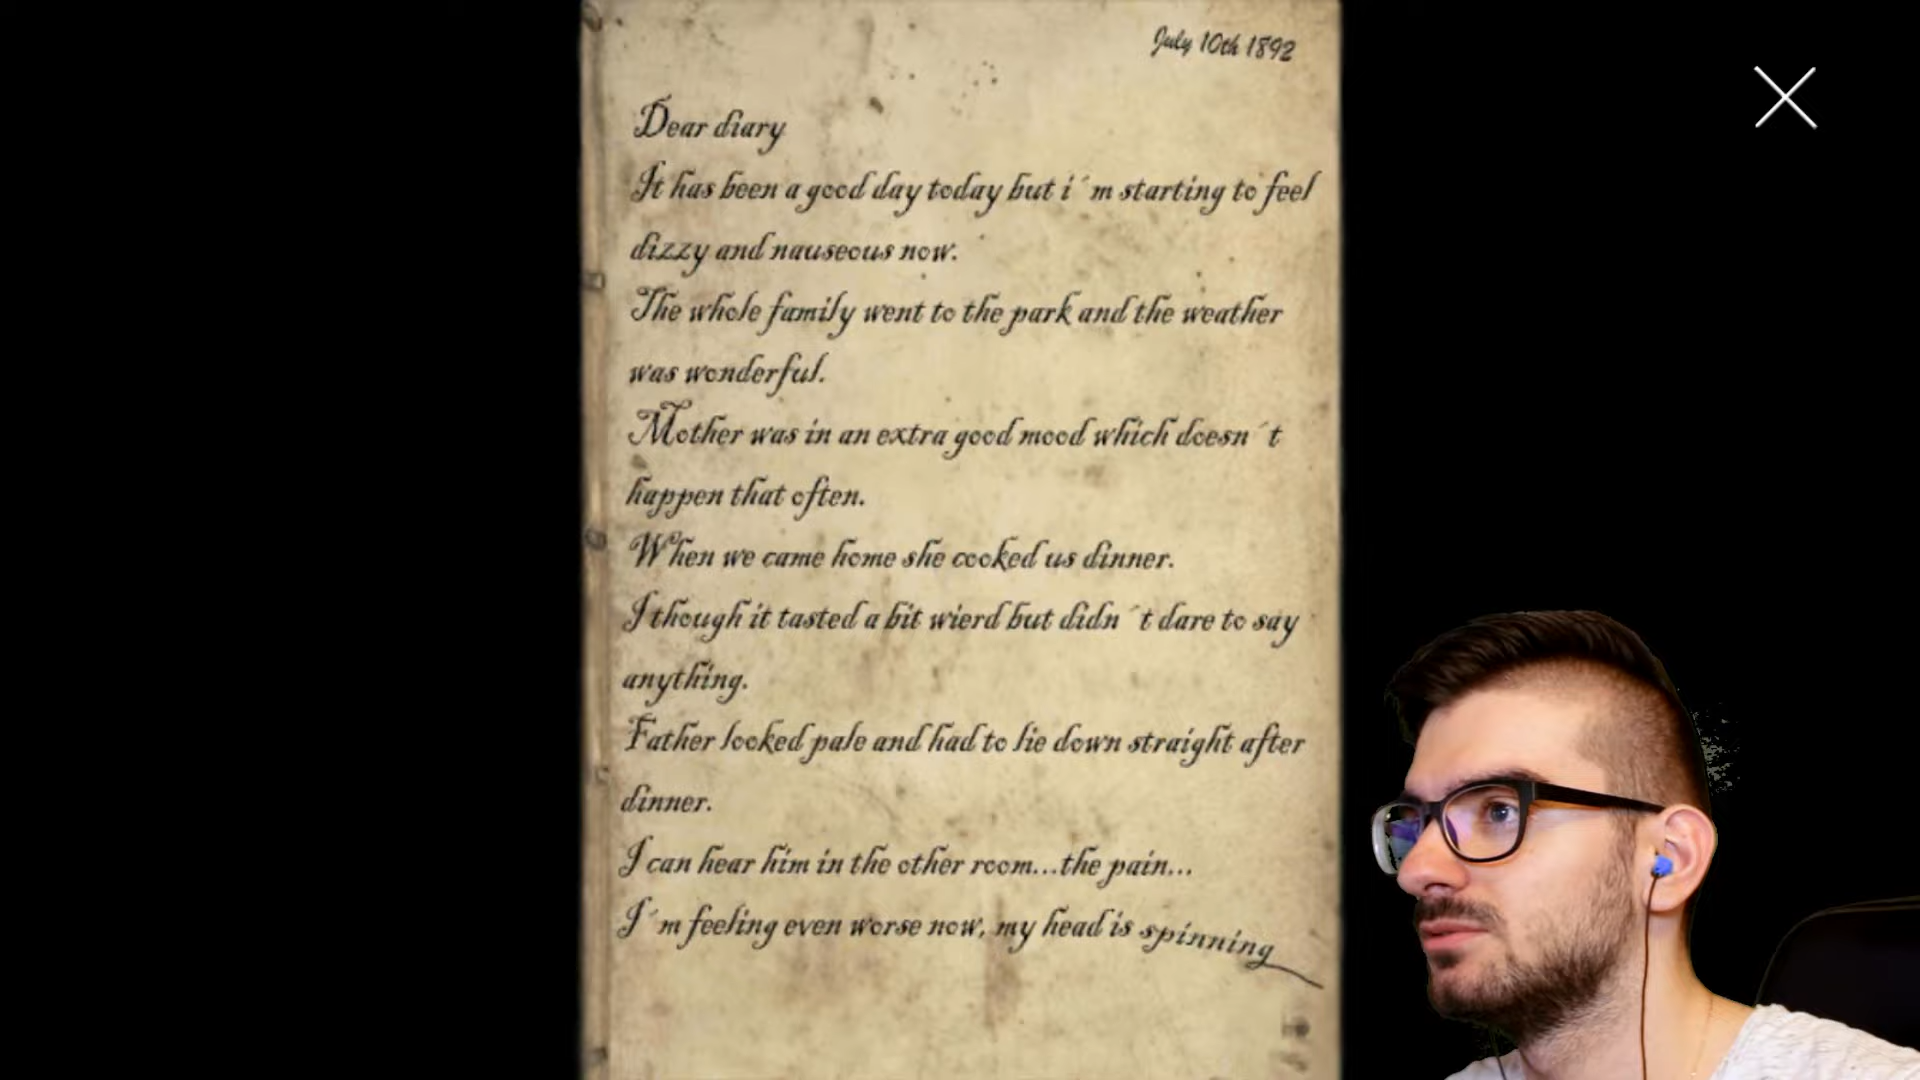 July 10th 1892
Dear diary
It has been a good day today but i´m starting to feel
dizzy and nauseous now.
The whole family went to the park and the weather
was wonderful.
Mother was in an extra good mood which doesn´t
happen that often.
When we came home she cooked us dinner.
I though it tasted a bit wierd but didn´t dare to say
anything.
Father looked pale and had to lie down straight after
dinner.
I can hear him in the other room...the pain...
I´m feeling even worse now, my head is spinning